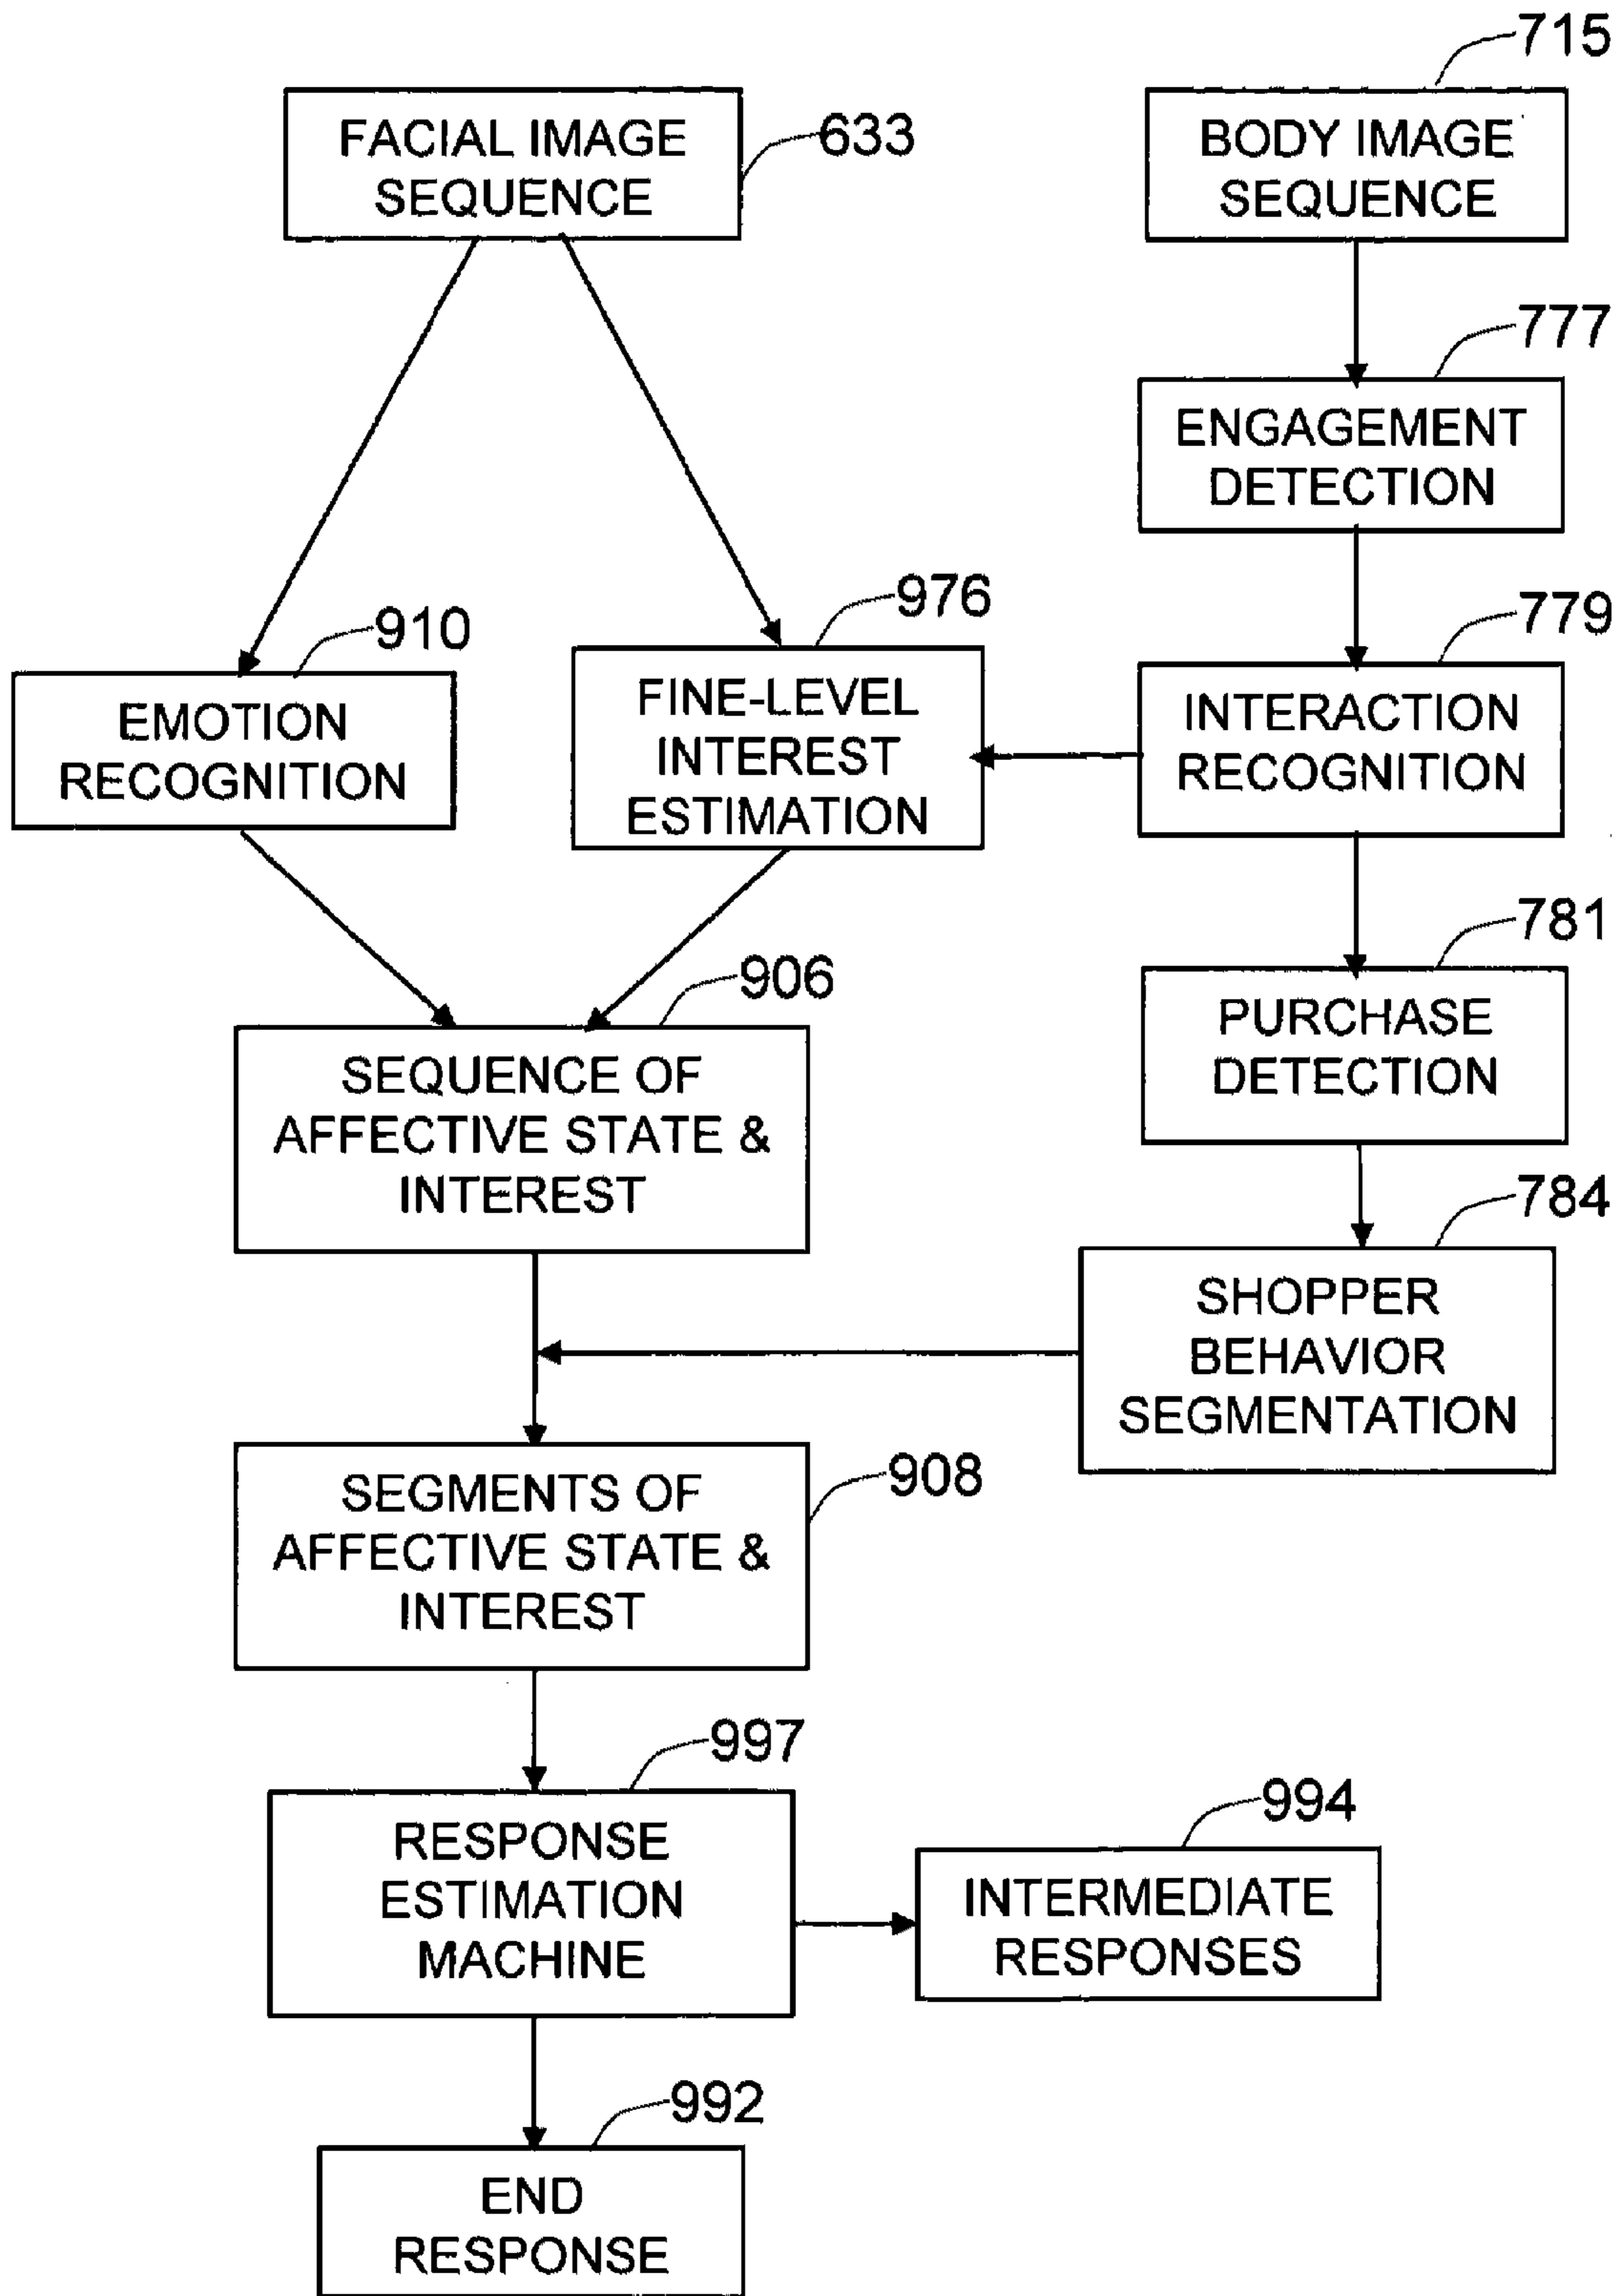 715
FACIAL IMAGE
SEQUENCE
633
BODY IMAGE
SEQUENCE
777
ENGAGEMENT
DETECTION
910
EMOTION
RECOGNITION
976
FINE-LEVEL
INTEREST
ESTIMATION
779
INTERACTION
RECOGNITION
781
PURCHASE
DETECTION
906
SEQUENCE OF
AFFECTIVE STATE &
INTEREST
784
SHOPPER
BEHAVIOR
SEGMENTATION
908
SEGMENTS OF
AFFECTIVE STATE &
INTEREST
997
RESPONSE
ESTIMATION
MACHINE
994
INTERMEDIATE
RESPONSES
992
END
RESPONSE